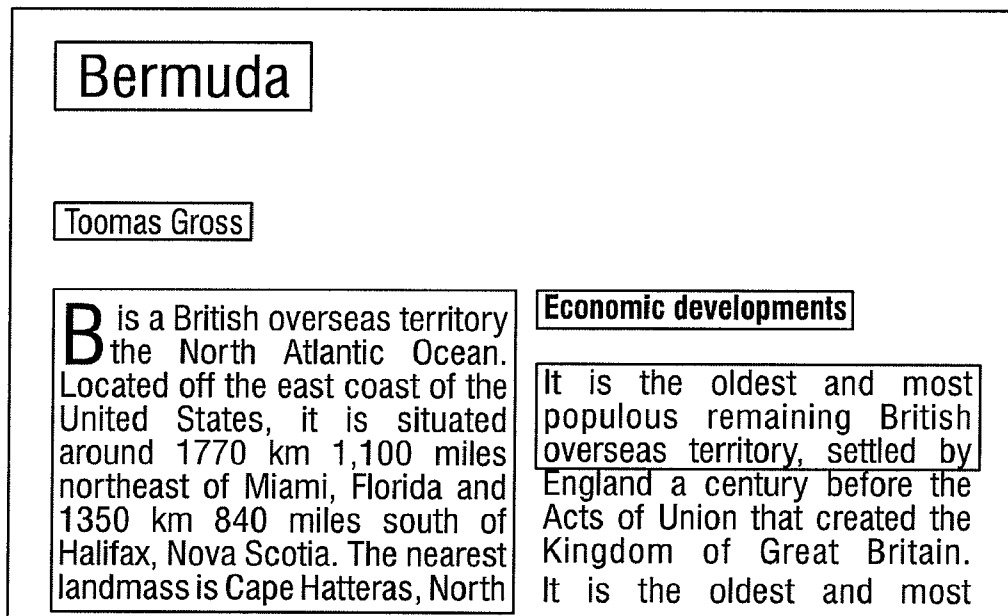 Bermuda
Toomas Gross
B is a British overseas territory
the North Atlantic Ocean.
Located off the east coast of the
United States, it is situated
around 1770 km 1,100 miles
northeast of Miami, Florida and
1350 km 840 miles south of
Halifax, Nova Scotia. The nearest
landmass is Cape Hatteras, North
Economic developments
It is the oldest and most
populous remaining British
overseas territory, settled by
England a century before the
Acts of Union that created the
Kingdom of Great Britain.
It is the oldest and most